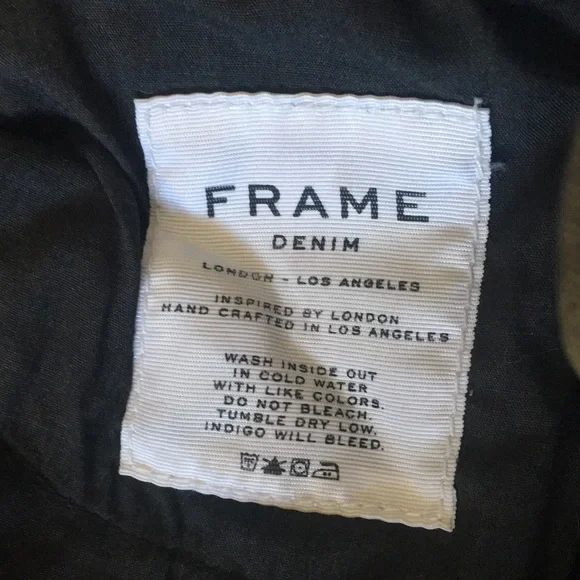 FRAME
DENIM
LONDON - LOS ANGELES
INSPIRED BY LONDON
HAND CRAFTED IN LOS ANGELES
WASH INSIDE OUT
IN COLD WATER
WITH LIKE COLORS.
DO NOT BLEACH.
TUMBLE DRY LOW.
INDIGO WILL BLEED.